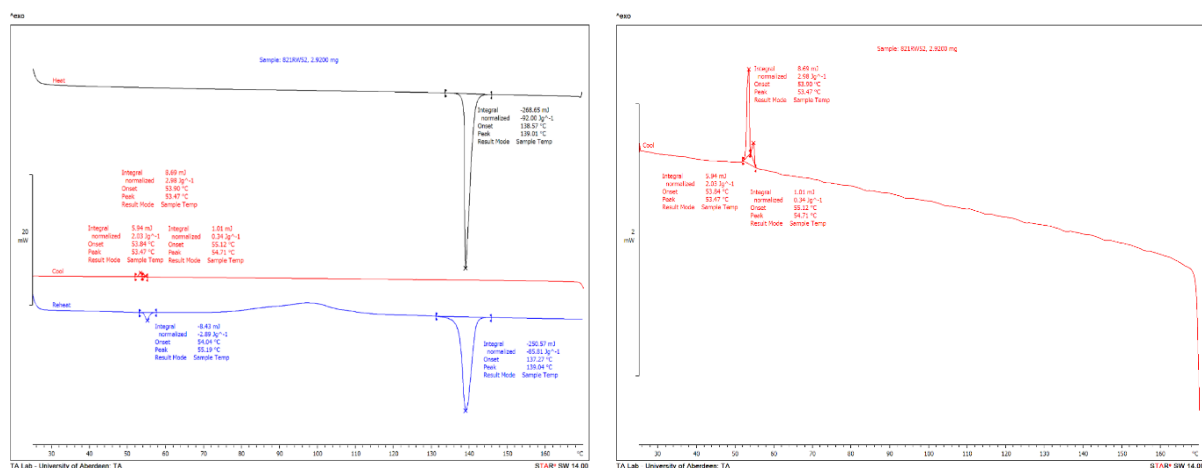 ^exo
Sample: 821RWS2, 2.9200 mg
Heat
Integral -268.65 mJ
normalized -92.00 Jg^-1
Onset 138.57 °C
Peak 139.01 °C
Result Mode Sample Temp
Integral 8.69 mJ
normalized 2.98 Jg^-1
Onset 53.90 °C
Peak 53.47 °C
Result Mode Sample Temp
20
mW
Integral 5.94 mJ
normalized 2.03 Jg^-1
Onset 53.84 °C
Peak 53.47 °C
Result Mode Sample Temp
Integral 1.01 mJ
normalized 0.34 Jg^-1
Onset 55.12 °C
Peak 54.71 °C
Result Mode Sample Temp
Cool
Reheat
Integral -8.43 mJ
normalized -2.89 Jg^-1
Onset 54.04 °C
Peak 55.19 °C
Result Mode Sample Temp
Integral -250.57 mJ
normalized -85.81 Jg^-1
Onset 137.27 °C
Peak 139.04 °C
Result Mode Sample Temp
30 40 50 60 70 80 90 100 110 120 130 140 150 160 °C
TA Lab - University of Aberdeen: TA
STAR® SW 14.00
^exo
Sample: 821RWS2, 2.9200 mg
Integral 8.69 mJ
normalized 2.98 Jg^-1
Onset 53.90 °C
Peak 53.47 °C
Result Mode Sample Temp
Cool
Integral 5.94 mJ
normalized 2.03 Jg^-1
Onset 53.84 °C
Peak 53.47 °C
Result Mode Sample Temp
Integral 1.01 mJ
normalized 0.34 Jg^-1
Onset 55.12 °C
Peak 54.71 °C
Result Mode Sample Temp
2
mW
30 40 50 60 70 80 90 100 110 120 130 140 150 160 °C
TA Lab - University of Aberdeen: TA
STAR® SW 14.00